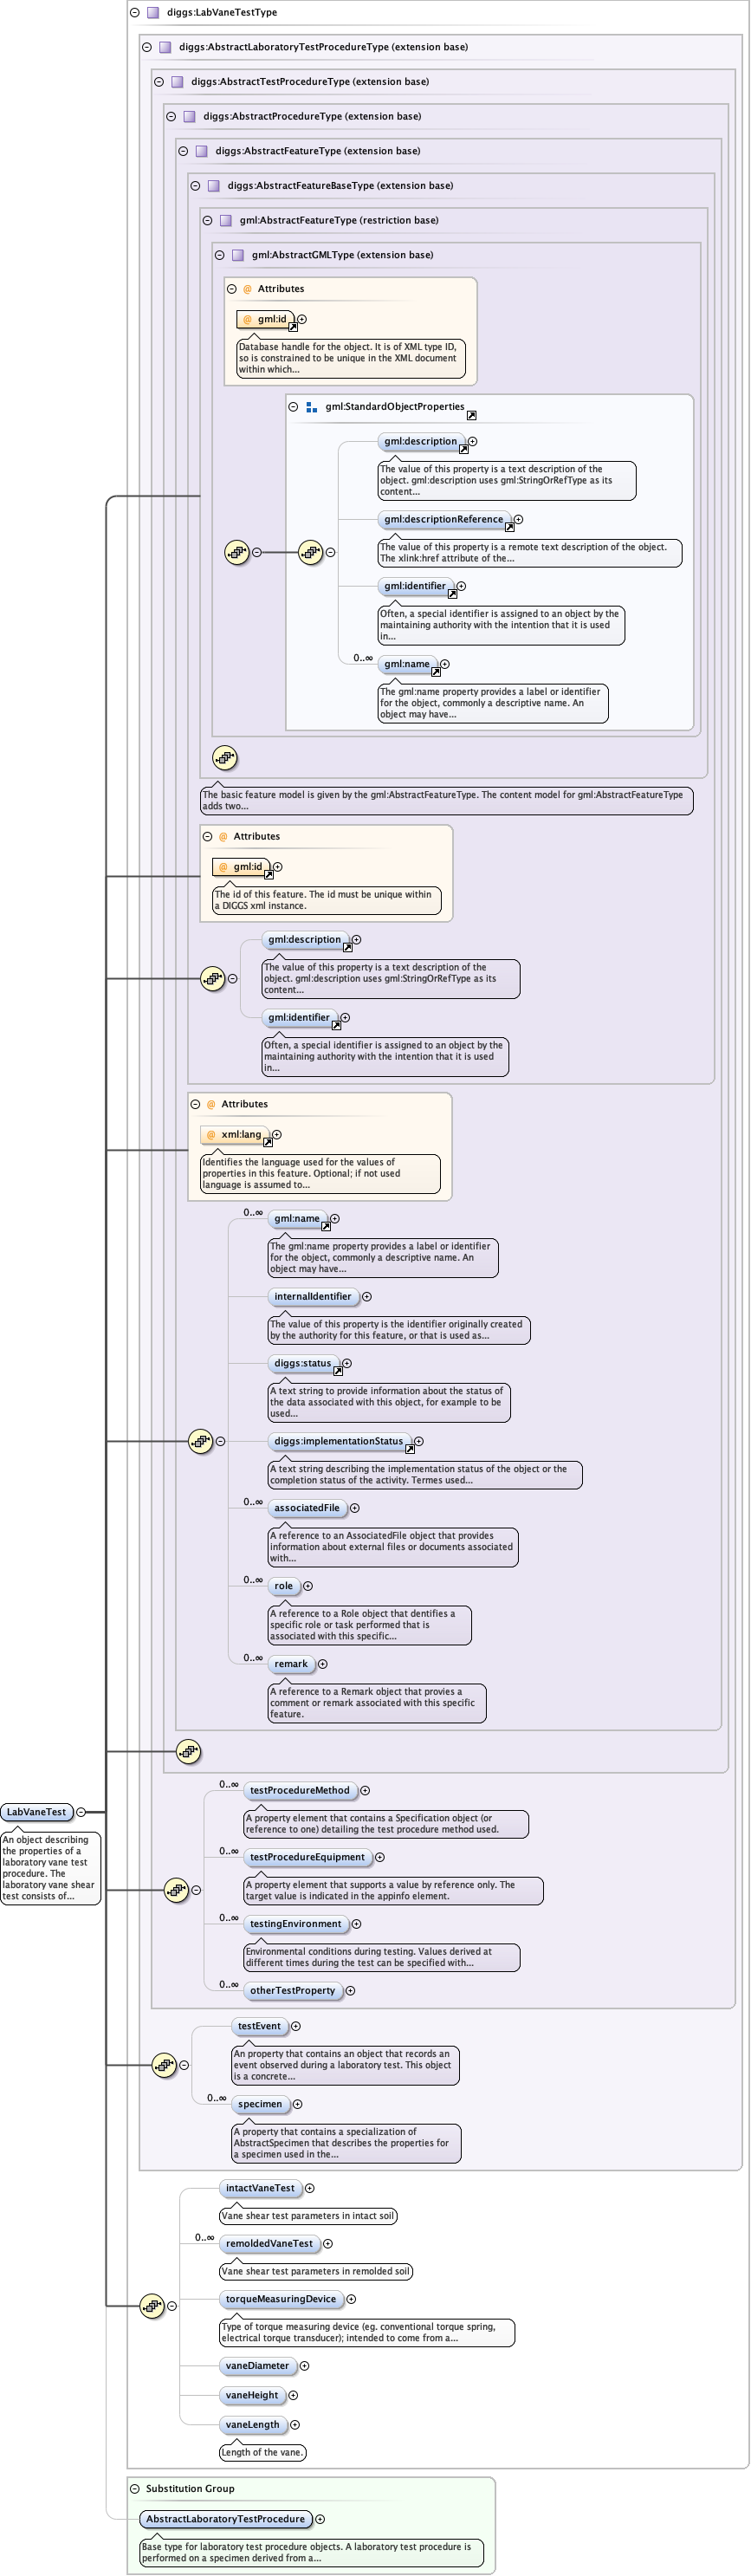 diggs:LabVaneTestType
diggs:AbstractLaboratoryTestProcedureType (extension base)
diggs:AbstractTestProcedureType (extension base)
diggs:AbstractProcedureType (extension base)
diggs:AbstractFeatureType (extension base)
diggs:AbstractFeatureBaseType (extension base)
gml:AbstractFeatureType (restriction base)
gml:AbstractGMLType (extension base)
@ Attributes
@ gml:id
Database handle for the object. It is of XML type ID,
so is constrained to be unique in the XML document
within which...
gml:StandardObjectProperties
gml:description
The value of this property is a text description of the
object. gml:description uses gml:StringOrRefType as its
content...
gml:descriptionReference
The value of this property is a remote text description of the object.
The xlink:href attribute of the...
gml:identifier
Often, a special identifier is assigned to an object by the
maintaining authority with the intention that it is used
in...
0..∞
gml:name
The gml:name property provides a label or identifier
for the object, commonly a descriptive name. An
object may have...
The basic feature model is given by the gml:AbstractFeatureType. The content model for gml:AbstractFeatureType
adds two...
@ Attributes
@ gml:id
The id of this feature. The id must be unique within
a DIGGS xml instance.
gml:description
The value of this property is a text description of the
object. gml:description uses gml:StringOrRefType as its
content...
gml:identifier
Often, a special identifier is assigned to an object by the
maintaining authority with the intention that it is used
in...
@ Attributes
@ xml:lang
Identifies the language used for the values of
properties in this feature. Optional; if not used
language is assumed to...
0..∞
gml:name
The gml:name property provides a label or identifier
for the object, commonly a descriptive name. An
object may have...
internalIdentifier
The value of this property is the identifier originally created
by the authority for this feature, or that is used as...
diggs:status
A text string to provide information about the status of
the data associated with this object, for example to be
used...
diggs:implementationStatus
A text string describing the implementation status of the object or the
completion status of the activity. Termes used...
0..∞
associatedFile
A reference to an AssociatedFile object that provides
information about external files or documents associated
with...
0..∞
role
A reference to a Role object that dentifies a
specific role or task performed that is
associated with this specific...
0..∞
remark
A reference to a Remark object that provies a
comment or remark associated with this specific
feature.
LabVaneTest
An object describing
the properties of a
laboratory vane test
procedure. The
laboratory vane shear
test consists of...
0..∞
testProcedureMethod
A property element that contains a Specification object (or
reference to one) detailing the test procedure method used.
0..∞
testProcedureEquipment
A property element that supports a value by reference only. The
target value is indicated in the appinfo element.
0..∞
testingEnvironment
Environmental conditions during testing. Values derived at
different times during the test can be specified with...
0..∞
otherTestProperty
testEvent
An property that contains an object that records an
event observed during a laboratory test. This object
is a concrete...
0..∞
specimen
A property that contains a specialization of
AbstractSpecimen that describes the properties for
a specimen used in the...
intactVaneTest
Vane shear test parameters in intact soil
0..∞
remoldedVaneTest
Vane shear test parameters in remolded soil
torqueMeasuringDevice
Type of torque measuring device (eg. conventional torque spring,
electrical torque transducer); intended to come from a...
vaneDiameter
vaneHeight
vaneLength
Length of the vane.
Substitution Group
AbstractLaboratoryTestProcedure
Base type for laboratory test procedure objects. A laboratory test procedure is
performed on a specimen derived from a...